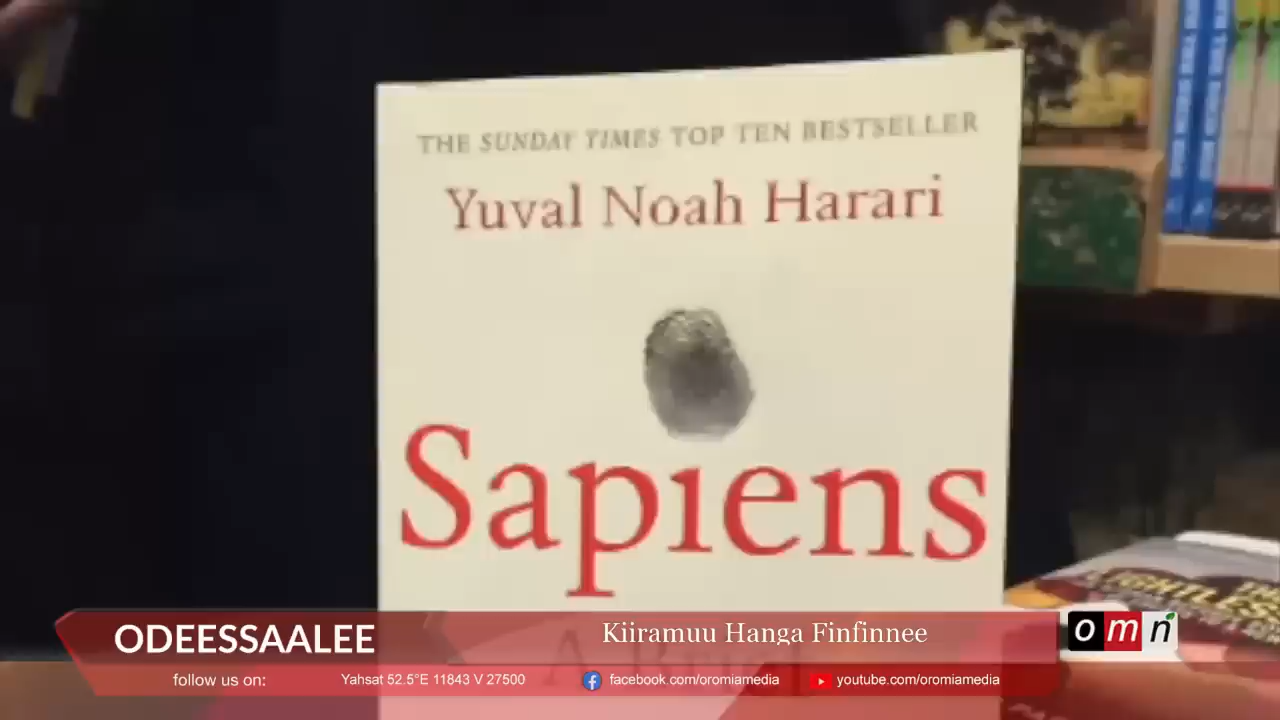 THE SUNDAY TIMES TOP TEN BESTSELLER
Yuval Noah Harari
Sapiens
A Brief
ODEESSAALEE
Kiiramuu Hanga Finfinnee
omn
follow us on:
Yahsat 52.5°E 11843 V 27500
facebook.com/oromiamedia
youtube.com/oromiamedia